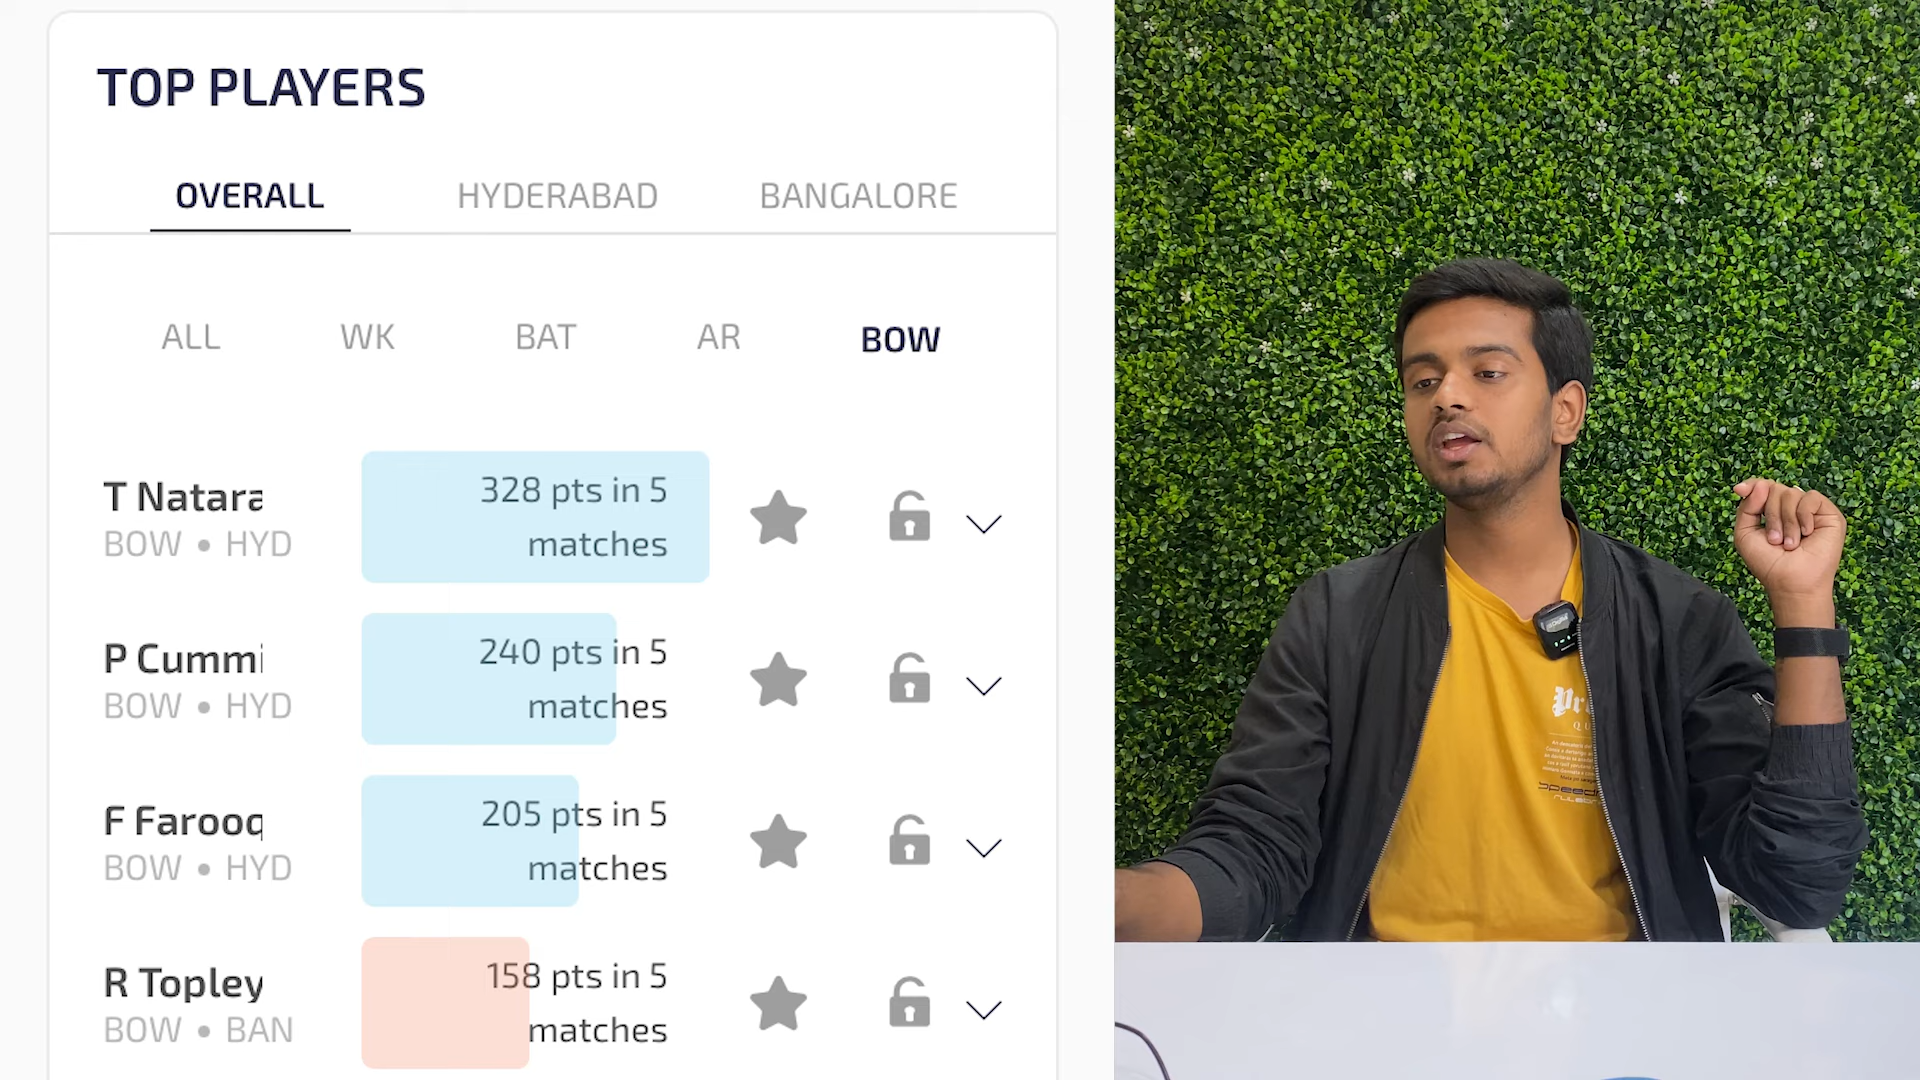 TOP PLAYERS
OVERALL HYDERABAD BANGALORE
ALL WK BAT AR BOW
T Natara
BOW • HYD
328 pts in 5
matches
P Cummi
BOW • HYD
240 pts in 5
matches
F Farooq
BOW • HYD
205 pts in 5
matches
R Topley
BOW • BAN
158 pts in 5
matches